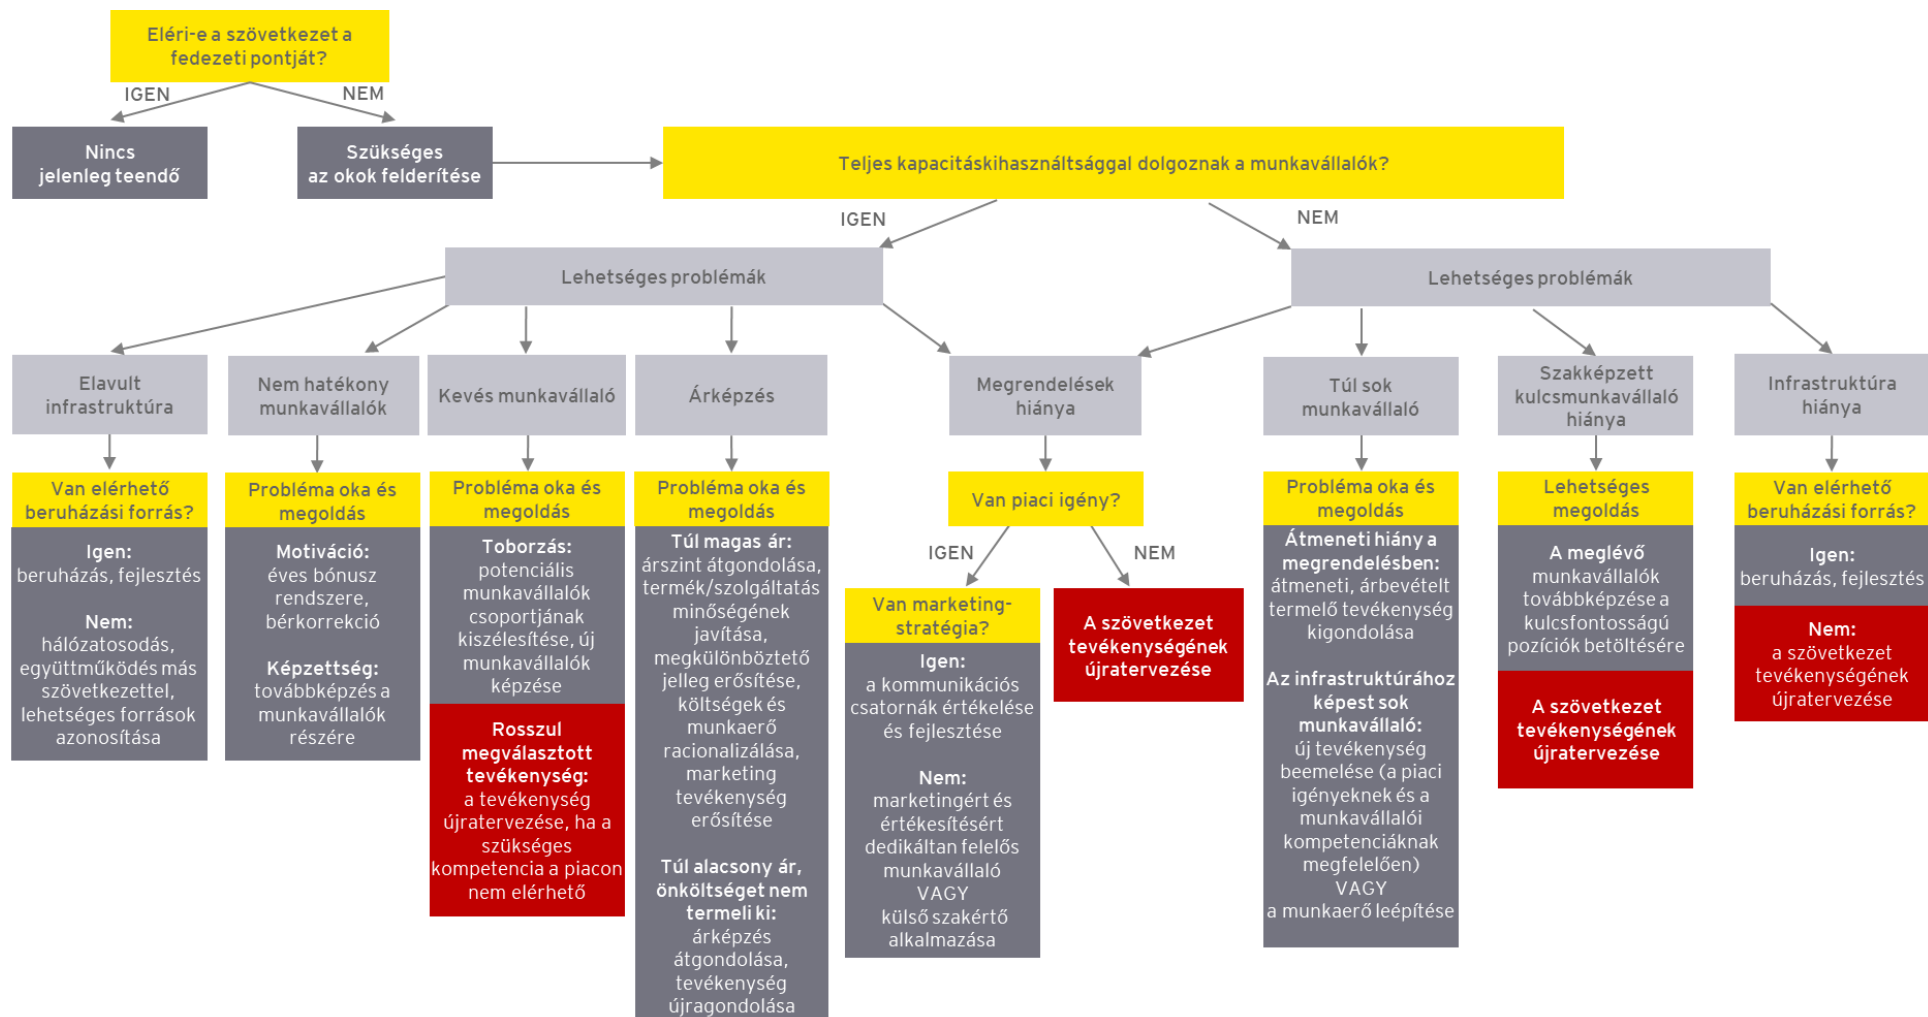 Eléri-e a szövetkezet a
fedezeti pontját?
IGEN
NEM
Nincs
jelenleg teendő
Szükséges
az okok felderítése
Teljes kapacitáskihasználtsággal dolgoznak a munkavállalók?
IGEN
NEM
Lehetséges problémák
Lehetséges problémák
Elavult
infrastruktúra
Nem hatékony
munkavállalók
Kevés munkavállaló
Árképzés
Megrendelések
hiánya
Túl sok
munkavállaló
Szakképzett
kulcsmunkavállaló
hiánya
Infrastruktúra
hiánya
Van elérhető
beruházási forrás?
Igen:
beruházás, fejlesztés
Nem:
hálózatosodás,
együttműködés más
szövetkezettel,
lehetséges források
azonosítása
Probléma oka és
megoldás
Motiváció:
éves bónusz
rendszere,
bérkorrekció
Képzettség:
továbbképzés a
munkavállalók
részére
Probléma oka és
megoldás
Toborzás:
potenciális
munkavállalók
csoportjának
kiszélesítése, új
munkavállalók
képzése
Rosszul
megválasztott
tevékenység:
a tevékenység
újratervezése, ha a
szükséges
kompetencia a piacon
nem elérhető
Probléma oka és
megoldás
Túl magas ár:
árszint átgondolása,
termék/szolgáltatás
minőségének
javítása,
megkülönböztető
jelleg erősítése,
költségek és
munkaerő
racionalizálása,
marketing
tevékenység
erősítése
Túl alacsony ár,
önköltséget nem
termeli ki:
árképzés
átgondolása,
tevékenység
újragondolása
Van piaci igény?
IGEN
NEM
Van marketing-
stratégia?
Igen:
a kommunikációs
csatornák értékelése
és fejlesztése
Nem:
marketingért és
értékesítésért
dedikáltan felelős
munkavállaló
VAGY
külső szakértő
alkalmazása
A szövetkezet
tevékenységének
újratervezése
Probléma oka és
megoldás
Átmeneti hiány a
megrendelésben:
átmeneti, árbevételt
termelő tevékenység
kigondolása
Az infrastruktúrához
képest sok
munkavállaló:
új tevékenység
beemelése (a piaci
igényeknek és a
munkavállalói
kompetenciáknak
megfelelően)
VAGY
a munkaerő leépítése
Lehetséges
megoldás
A meglévő
munkavállalók
továbbképzése a
kulcsfontosságú
pozíciók betöltésére
A szövetkezet
tevékenységének
újratervezése
Van elérhető
beruházási forrás?
Igen:
beruházás, fejlesztés
Nem:
a szövetkezet
tevékenységének
újratervezése